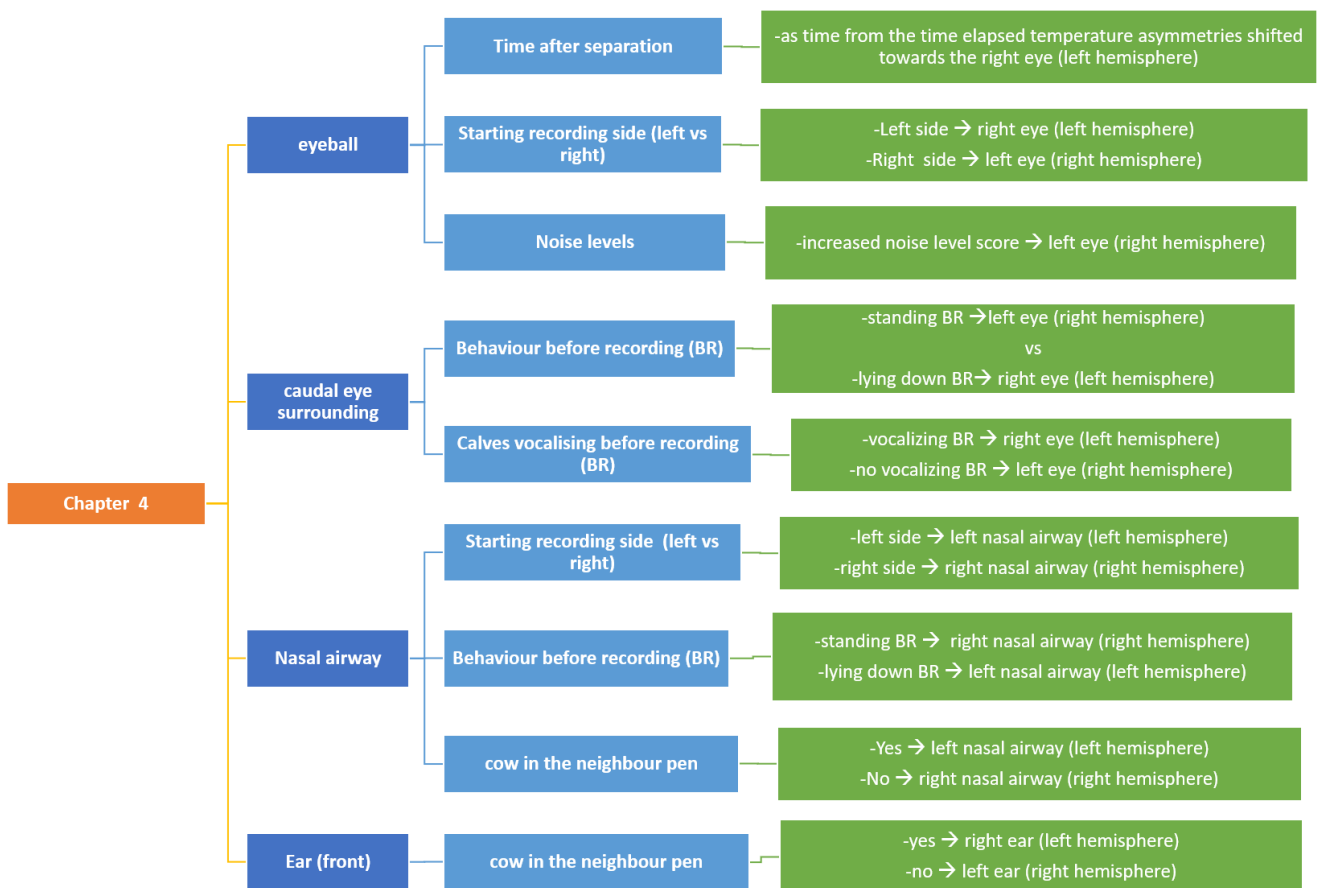 Chapter 4
eyeball
Time after separation
-as time from the time elapsed temperature asymmetries shifted
towards the right eye (left hemisphere)
Starting recording side (left vs
right)
-Left side → right eye (left hemisphere)
-Right side → left eye (right hemisphere)
Noise levels
-increased noise level score → left eye (right hemisphere)
caudal eye
surrounding
Behaviour before recording (BR)
-standing BR →left eye (right hemisphere)
vs
-lying down BR→ right eye (left hemisphere)
Calves vocalising before recording
(BR)
-vocalizing BR → right eye (left hemisphere)
-no vocalizing BR → left eye (right hemisphere)
Nasal airway
Starting recording side (left vs
right)
-left side → left nasal airway (left hemisphere)
-right side → right nasal airway (right hemisphere)
Behaviour before recording (BR)
-standing BR → right nasal airway (right hemisphere)
-lying down BR → left nasal airway (left hemisphere)
cow in the neighbour pen
-Yes → left nasal airway (left hemisphere)
-No → right nasal airway (right hemisphere)
Ear (front)
cow in the neighbour pen
-yes → right ear (left hemisphere)
-no → left ear (right hemisphere)